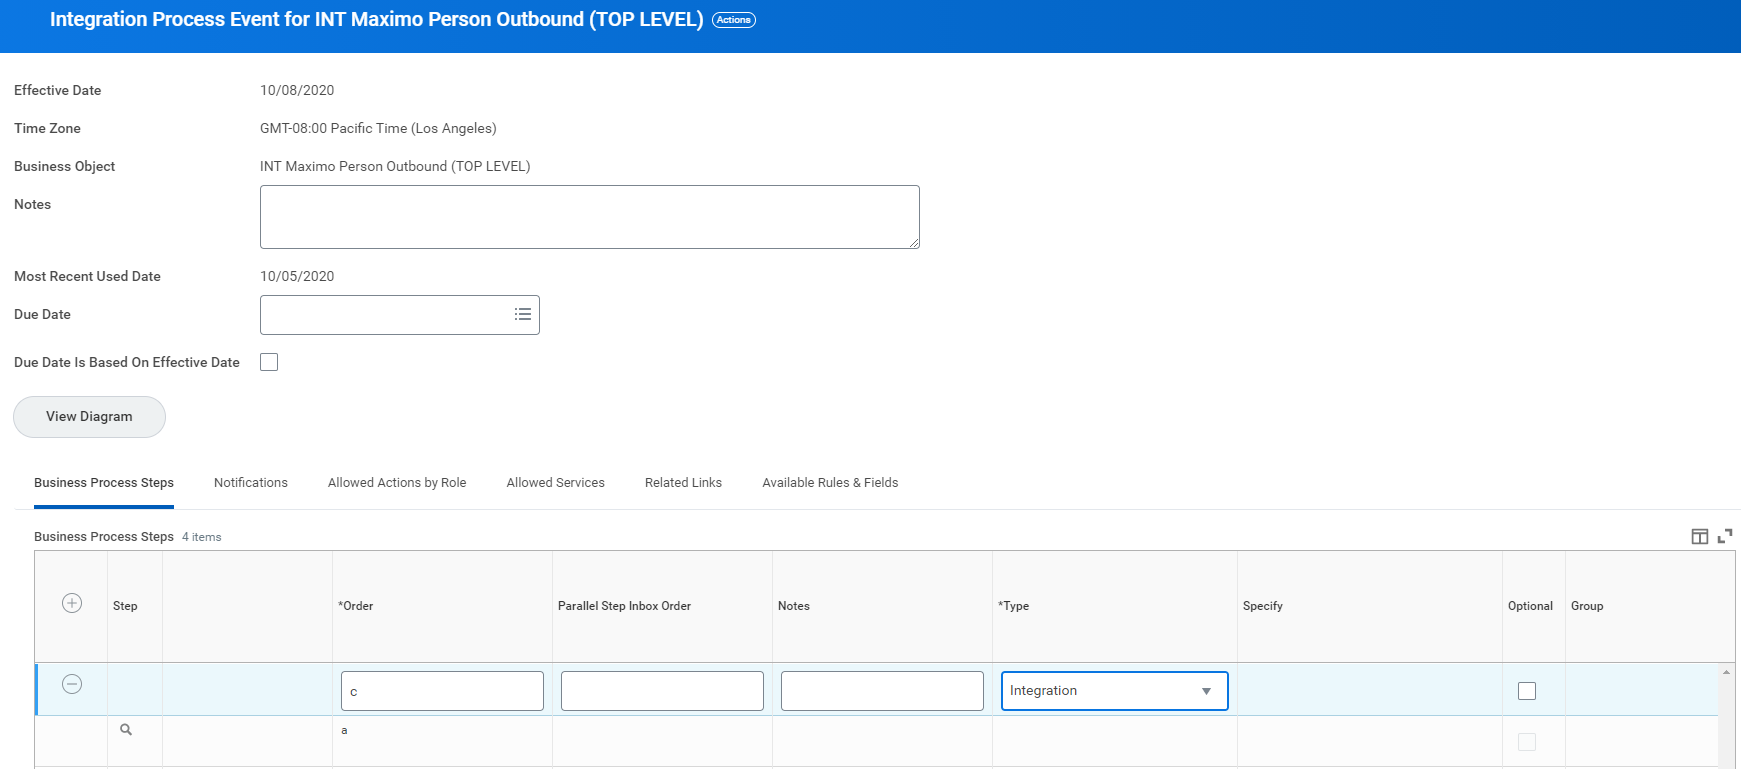 Integration Process Event for INT Maximo Person Outbound (TOP LEVEL) Actions
Effective Date 10/08/2020
Time Zone GMT-08:00 Pacific Time (Los Angeles)
Business Object INT Maximo Person Outbound (TOP LEVEL)
Notes
Most Recent Used Date 10/05/2020
Due Date
Due Date Is Based On Effective Date
View Diagram
Business Process Steps Notifications Allowed Actions by Role Allowed Services Related Links Available Rules & Fields
Business Process Steps 4 items
Step *Order Parallel Step Inbox Order Notes *Type Specify Optional Group
c Integration
a